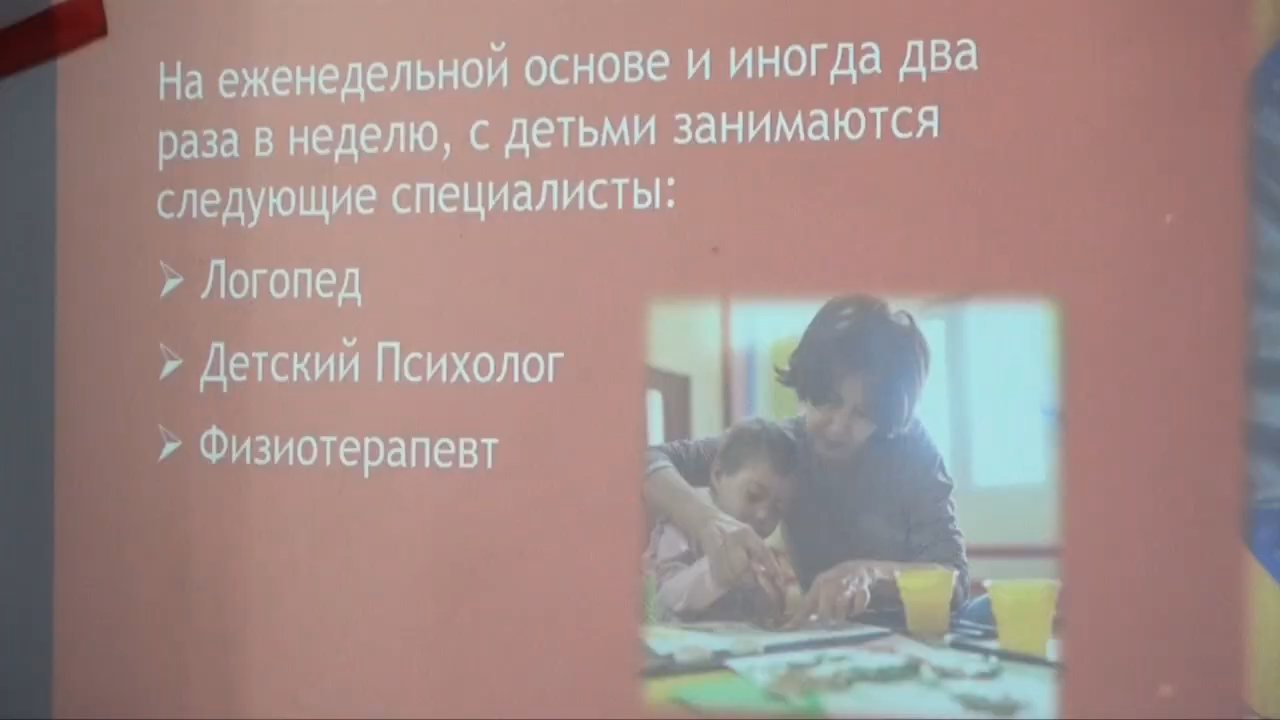 На еженедельной основе и иногда два
раза в неделю, с детьми занимаются
следующие специалисты:
➢ Логопед
➢ Детский Психолог
➢ Физиотерапевт